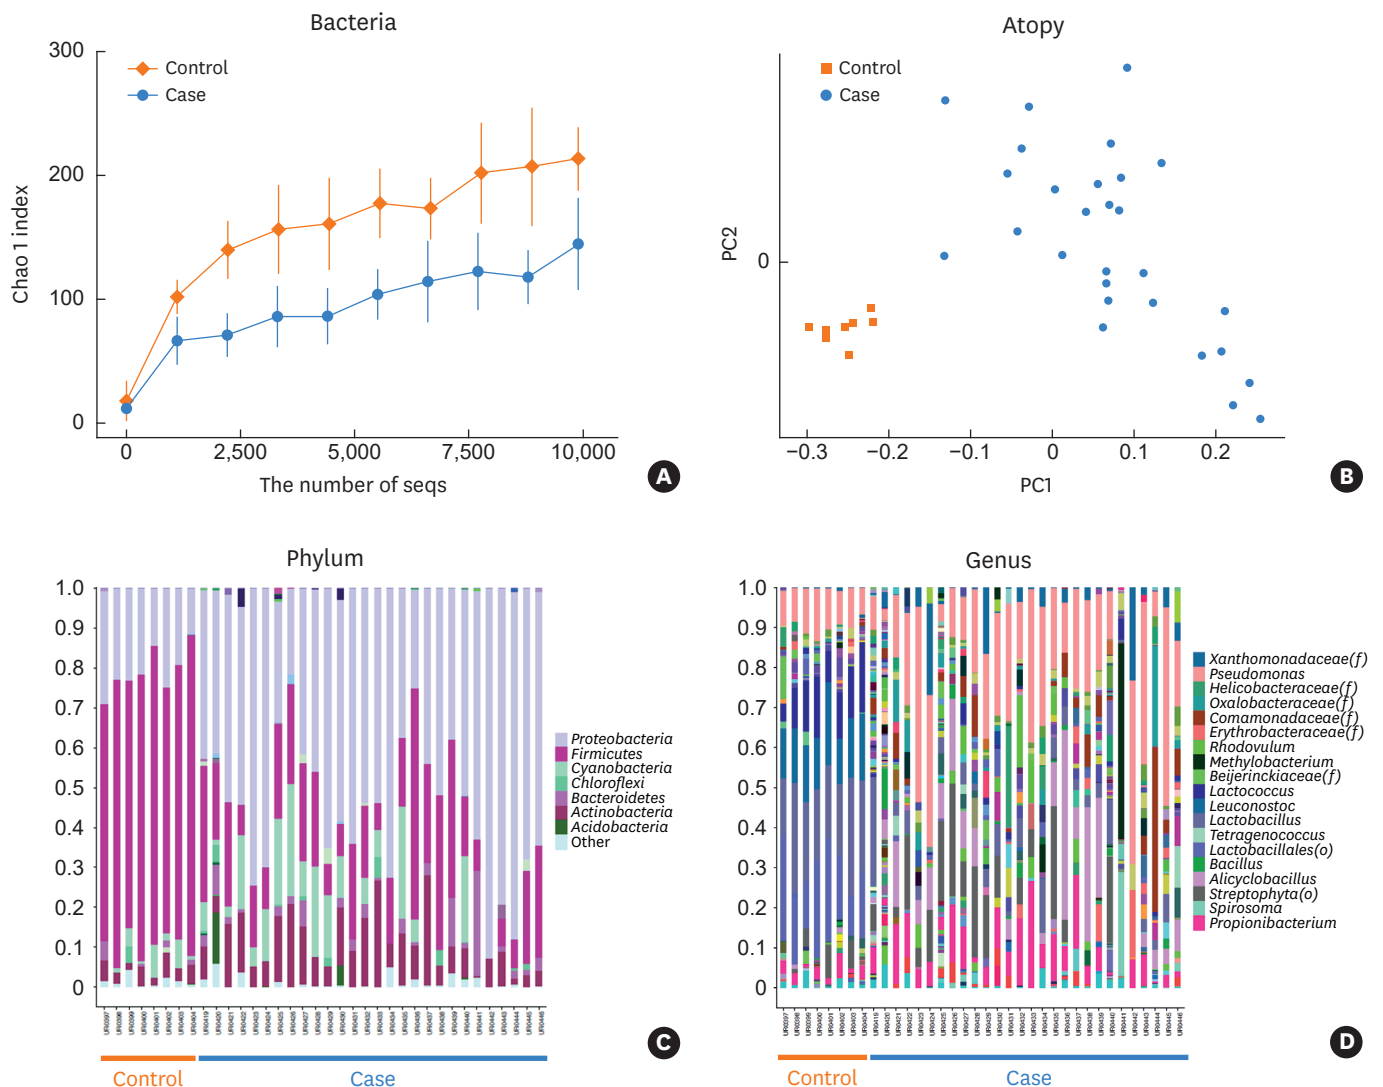 Bacteria
300
200
100
0
Chao 1 index
Control
Case
0 2,500 5,000 7,500 10,000
The number of seqs
A
Atopy
Control
Case
PC2
0
−0.3 −0.2 −0.1 0 0.1 0.2
PC1
B
Phylum
1.0
0.9
0.8
0.7
0.6
0.5
0.4
0.3
0.2
0.1
0
Proteobacteria
Firmicutes
Cyanobacteria
Chloroflexi
Bacteroidetes
Actinobacteria
Acidobacteria
Other
Control Case
C
Genus
1.0
0.9
0.8
0.7
0.6
0.5
0.4
0.3
0.2
0.1
0
Xanthomonadaceae(f)
Pseudomonas
Helicobacteraceae(f)
Oxalobacteraceae(f)
Comamonadaceae(f)
Erythrobacteraceae(f)
Rhodovulum
Methylobacterium
Beijerinckiaceae(f)
Lactococcus
Leuconostoc
Lactobacillus
Tetragenococcus
Lactobacillales(o)
Bacillus
Alicyclobacillus
Streptophyta(o)
Spirosoma
Propionibacterium
Control Case
D